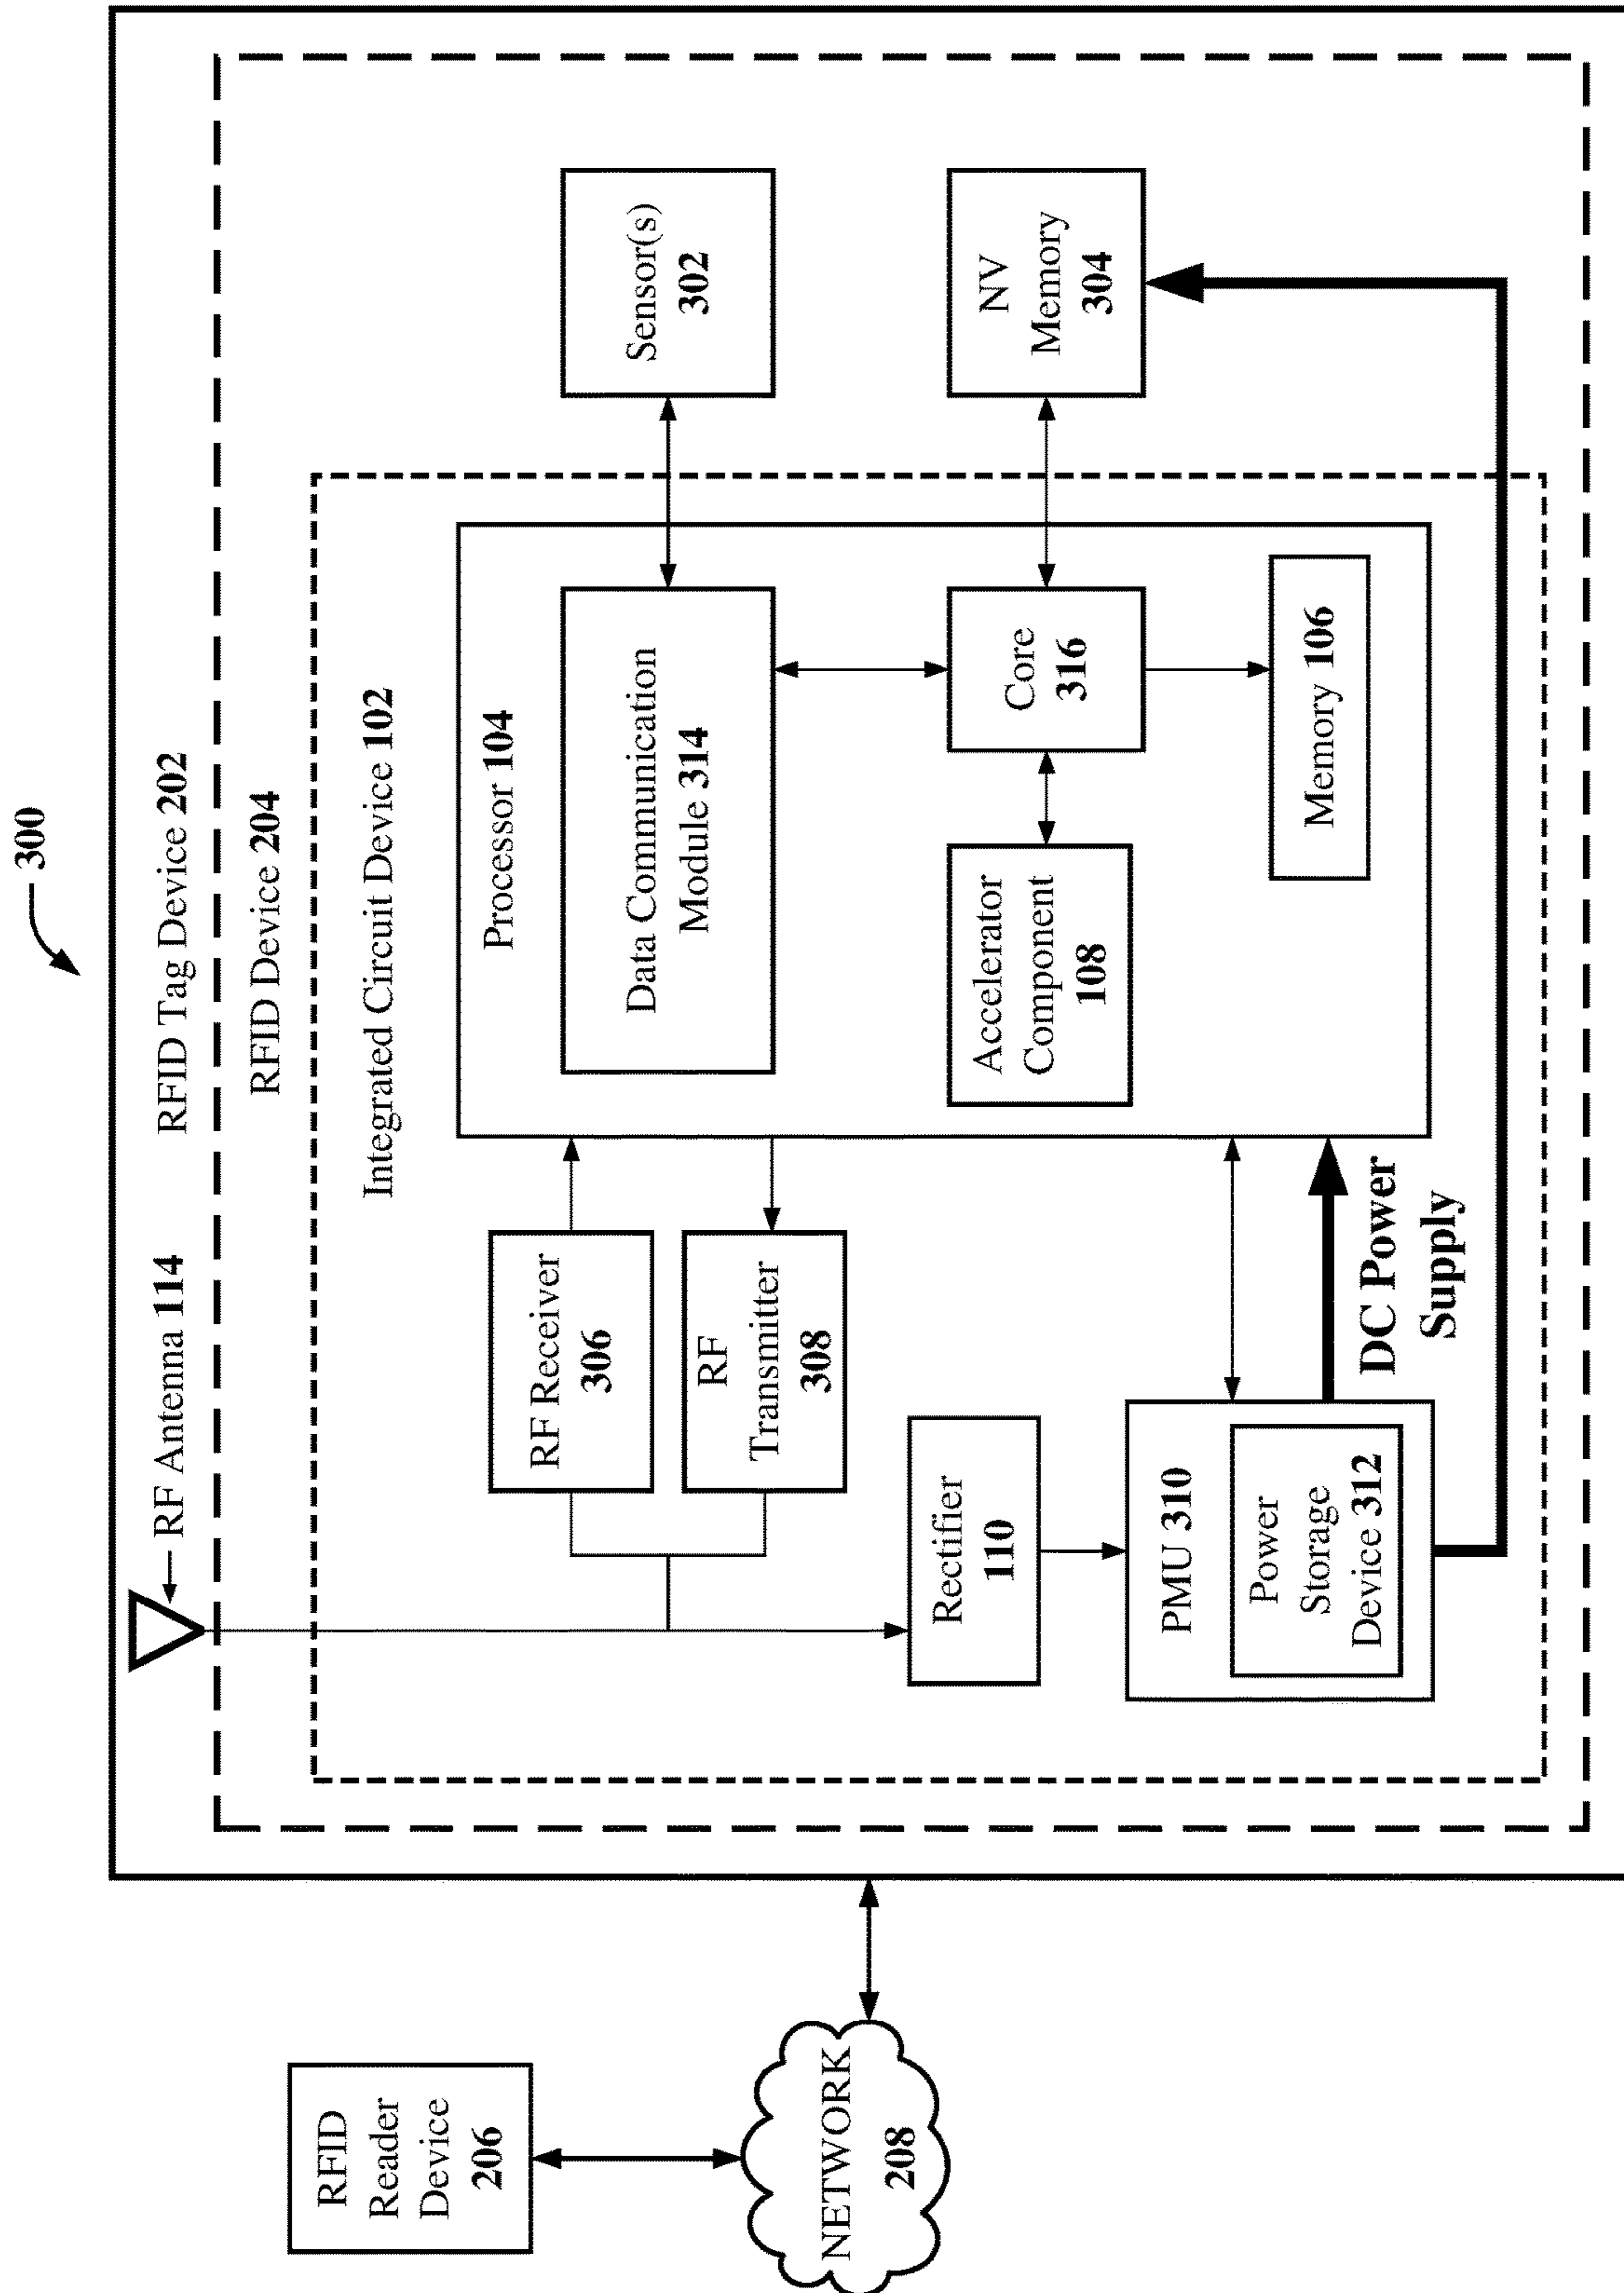 300
RFID Tag Device 202
RFID Device 204
RF Antenna 114
Integrated Circuit Device 102
RFID
Reader
Device
206
NETWORK
208
RF Receiver
306
RF
Transmitter
308
Rectifier
110
PMU 310
Power
Storage
Device 312
DC Power
Supply
Processor 104
Data Communication
Module 314
Accelerator
Component
108
Core
316
Memory 106
Sensor(s)
302
NV
Memory
304